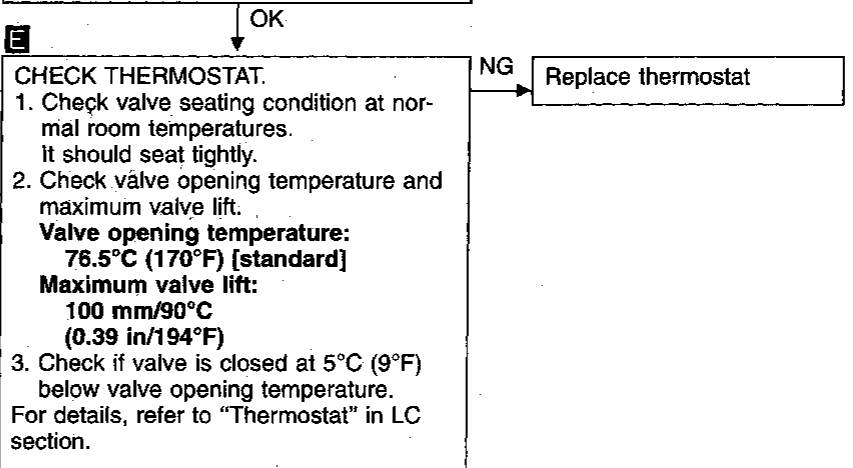 OK
E
CHECK THERMOSTAT.
1. Check valve seating condition at nor-
mal room temperatures.
It should seat tightly.
2. Check valve opening temperature and
maximum valve lift.
Valve opening temperature:
76.5°C (170°F) [standard]
Maximum valve lift:
100 mm/90°C
(0.39 in/194°F)
3. Check if valve is closed at 5°C (9°F)
below valve opening temperature.
For details, refer to "Thermostat" in LC
section.
NG
Replace thermostat